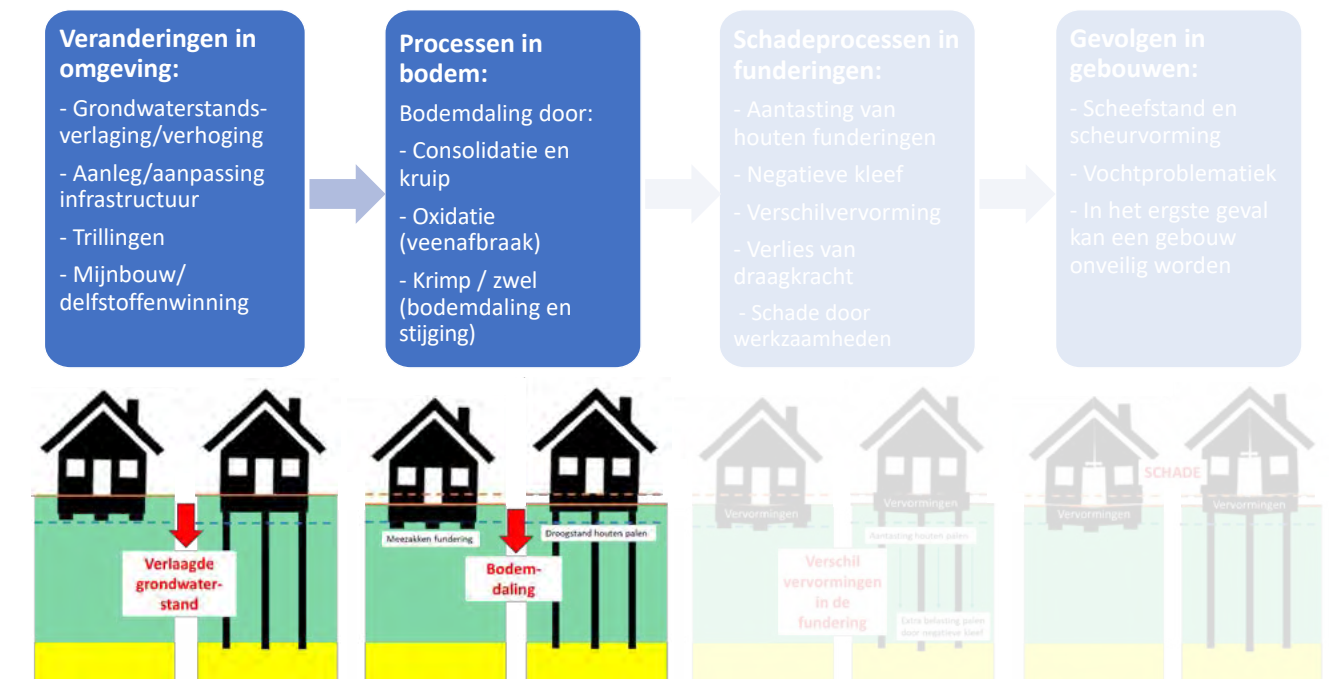 Veranderingen in
omgeving:
- Grondwaterstands-
verlaging/verhoging
- Aanleg/aanpassing
infrastructuur
- Trillingen
- Mijnbouw/
delfstoffenwinning
Processen in
bodem:
Bodemdaling door:
- Consolidatie en
kruip
- Oxidatie
(veenafbraak)
- Krimp / zwel
(bodemdaling en
stijging)
Schadeprocessen in
funderingen:
- Aantasting van
houten funderingen
- Negatieve kleef
- Verschilvervorming
- Verlies van
draagkracht
- Schade door
werkzaamheden
Gevolgen in
gebouwen:
- Scheefstand en
scheurvorming
- Vochtproblematiek
- In het ergste geval
kan een gebouw
onveilig worden
Verlaagde
grondwater-
stand
Meezakken fundering
Droogstand houten palen
Bodem-
daling
Vervormingen
Vervormingen
Aantasting houten palen
Verschil
vervormingen
in de
fundering
Extra belasting palen
door negatieve kleef
SCHADE
Vervormingen
Vervormingen